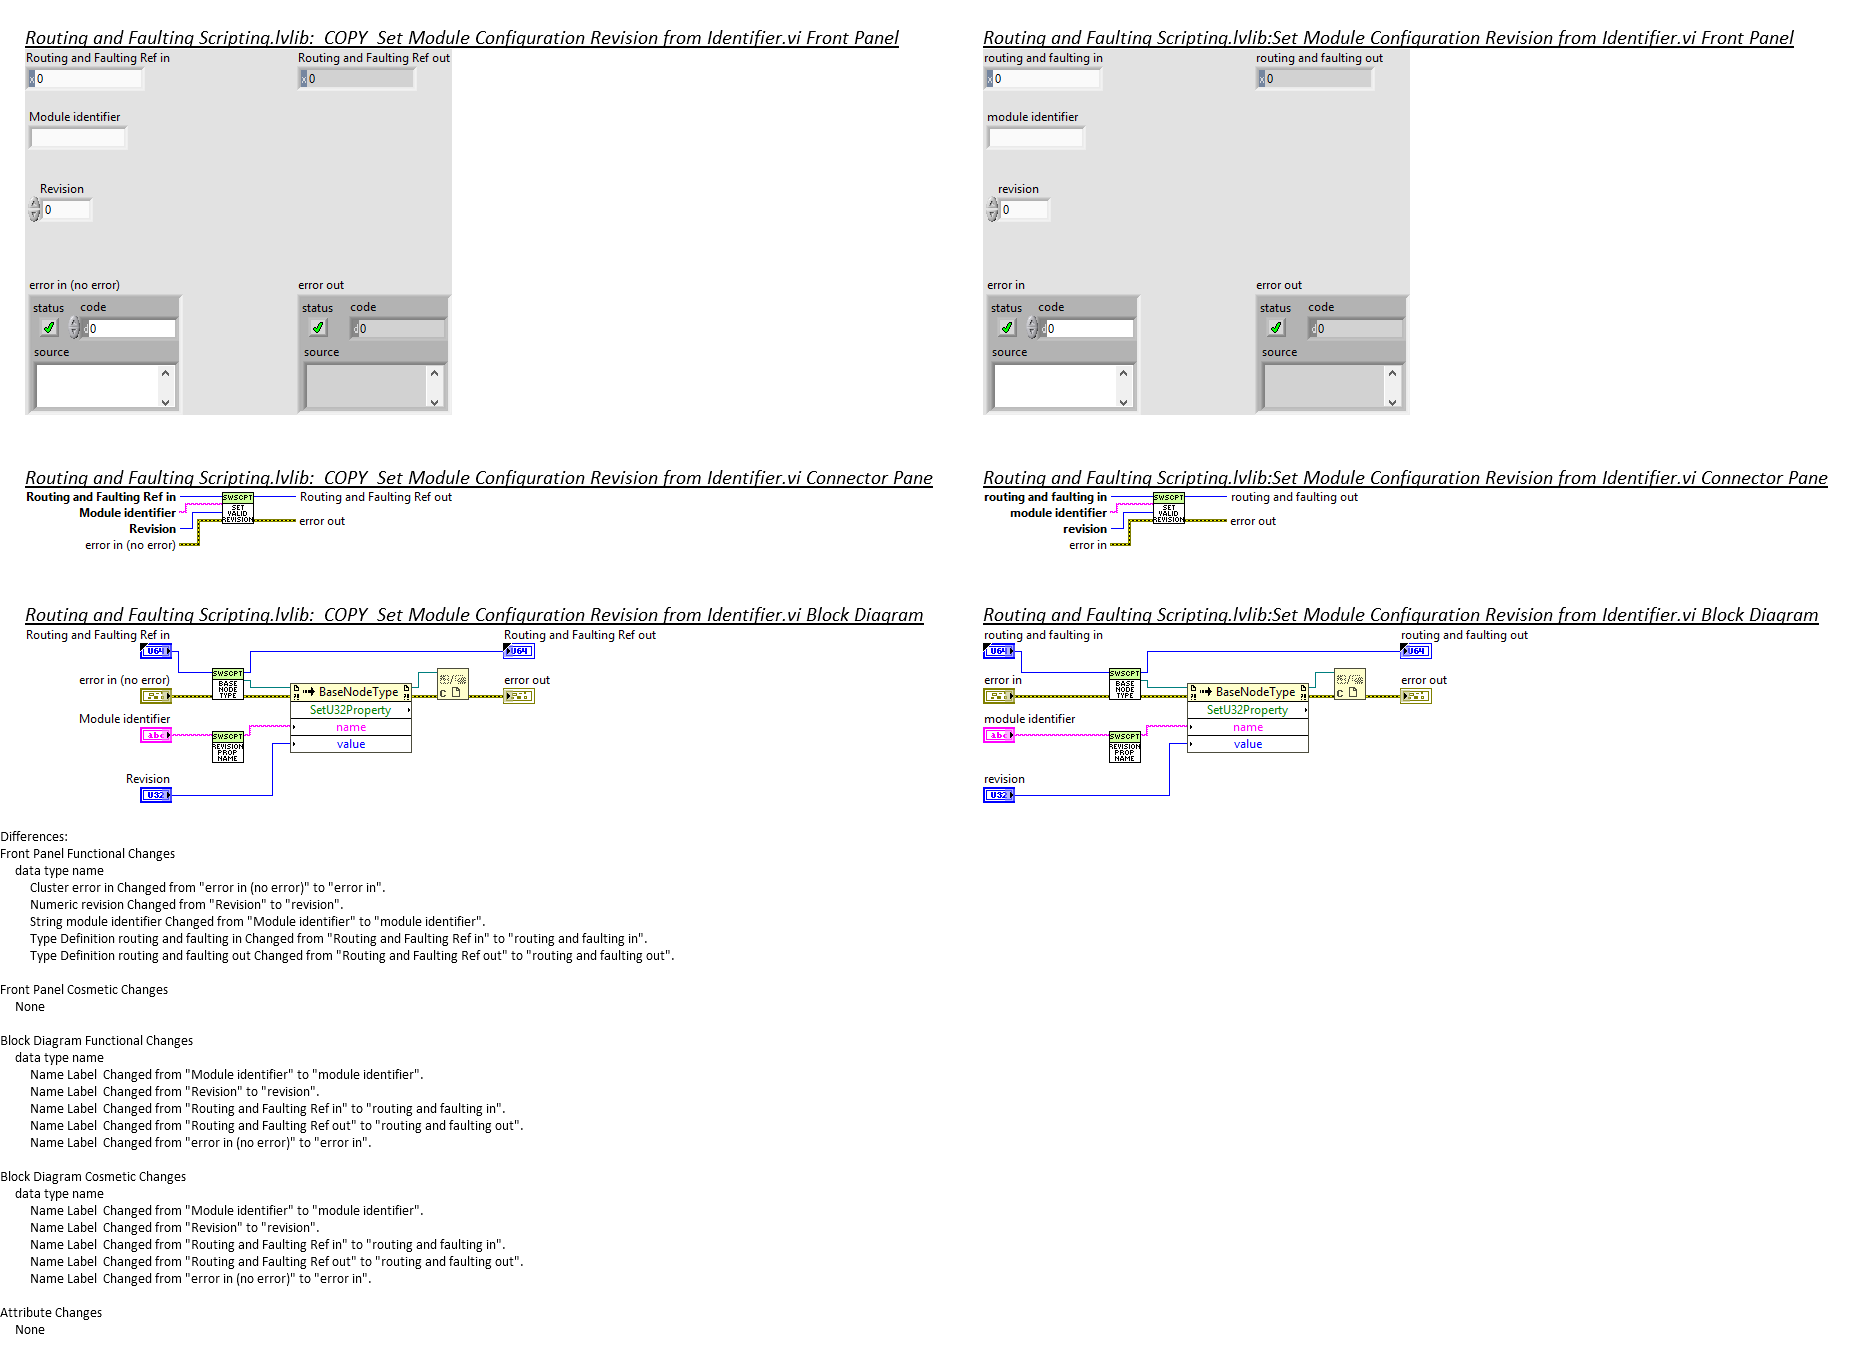 Routing and Faulting Scripting.lvlib:  COPY  Set Module Configuration Revision from Identifier.vi Front Panel
Routing and Faulting Ref in
Routing and Faulting Ref out
x 0
x 0
Module identifier
Revision
0
error in (no error)
error out
status code
status code
d 0
d 0
source
source
Routing and Faulting Scripting.lvlib:Set Module Configuration Revision from Identifier.vi Front Panel
routing and faulting in
routing and faulting out
x 0
x 0
module identifier
revision
0
error in
error out
status code
status code
d 0
d 0
source
source
Routing and Faulting Scripting.lvlib:  COPY  Set Module Configuration Revision from Identifier.vi Connector Pane
Routing and Faulting Ref in
Module identifier
Revision
error in (no error)
SWSCPT
SET
VALID
REVISION
Routing and Faulting Ref out
error out
Routing and Faulting Scripting.lvlib:Set Module Configuration Revision from Identifier.vi Connector Pane
routing and faulting in
module identifier
revision
error in
SWSCPT
SET
VALID
REVISION
routing and faulting out
error out
Routing and Faulting Scripting.lvlib:  COPY  Set Module Configuration Revision from Identifier.vi Block Diagram
Routing and Faulting Ref in
Routing and Faulting Ref out
U64
U64
error in (no error)
SWSCPT
BASE
NODE
TYPE
BaseNodeType
SetU32Property
name
value
C
error out
Module identifier
abc
SWSCPT
REVISION
PROP
NAME
Revision
U32
Routing and Faulting Scripting.lvlib:Set Module Configuration Revision from Identifier.vi Block Diagram
routing and faulting in
routing and faulting out
U64
U64
error in
SWSCPT
BASE
NODE
TYPE
BaseNodeType
SetU32Property
name
value
C
error out
module identifier
abc
SWSCPT
REVISION
PROP
NAME
revision
U32
Differences:
Front Panel Functional Changes
data type name
Cluster error in Changed from "error in (no error)" to "error in".
Numeric revision Changed from "Revision" to "revision".
String module identifier Changed from "Module identifier" to "module identifier".
Type Definition routing and faulting in Changed from "Routing and Faulting Ref in" to "routing and faulting in".
Type Definition routing and faulting out Changed from "Routing and Faulting Ref out" to "routing and faulting out".
Front Panel Cosmetic Changes
None
Block Diagram Functional Changes
data type name
Name Label  Changed from "Module identifier" to "module identifier".
Name Label  Changed from "Revision" to "revision".
Name Label  Changed from "Routing and Faulting Ref in" to "routing and faulting in".
Name Label  Changed from "Routing and Faulting Ref out" to "routing and faulting out".
Name Label  Changed from "error in (no error)" to "error in".
Block Diagram Cosmetic Changes
data type name
Name Label  Changed from "Module identifier" to "module identifier".
Name Label  Changed from "Revision" to "revision".
Name Label  Changed from "Routing and Faulting Ref in" to "routing and faulting in".
Name Label  Changed from "Routing and Faulting Ref out" to "routing and faulting out".
Name Label  Changed from "error in (no error)" to "error in".
Attribute Changes
None